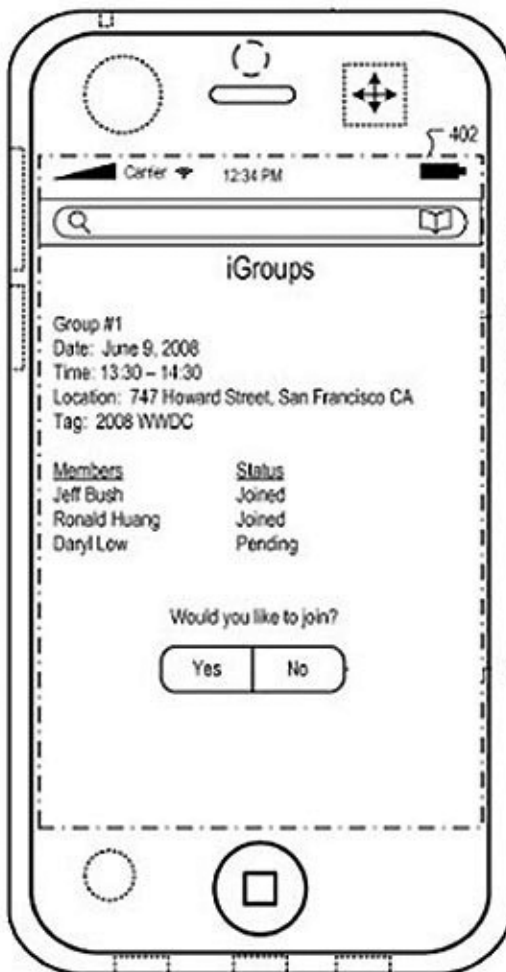 402
Carrier 12:34 PM
iGroups
Group #1
Date: June 9, 2008
Time: 13:30 – 14:30
Location: 747 Howard Street, San Francisco CA
Tag: 2008 WWDC
Members Status
Jeff Bush Joined
Ronald Huang Joined
Daryl Low Pending
Would you like to join?
Yes No